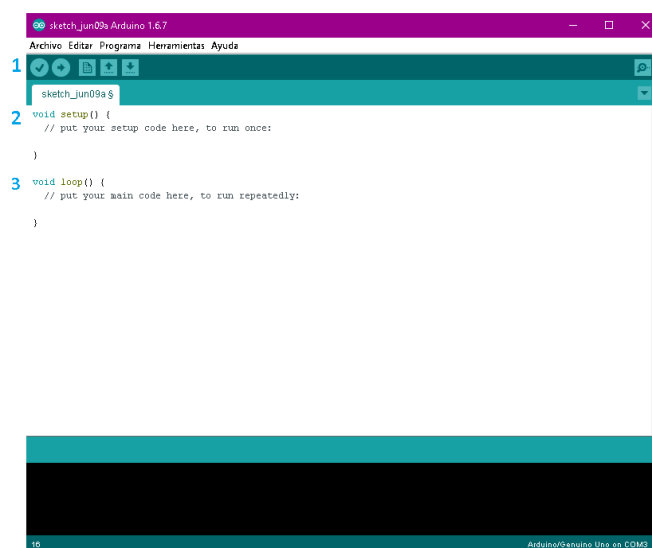 sketch_jun09a Arduino 1.6.7
Archivo Editar Programa Herramientas Ayuda
1
sketch_jun09a §
2 void setup() {
// put your setup code here, to run once:
}
3 void loop() {
// put your main code here, to run repeatedly:
}
16 Arduino/Genuino Uno on COM3